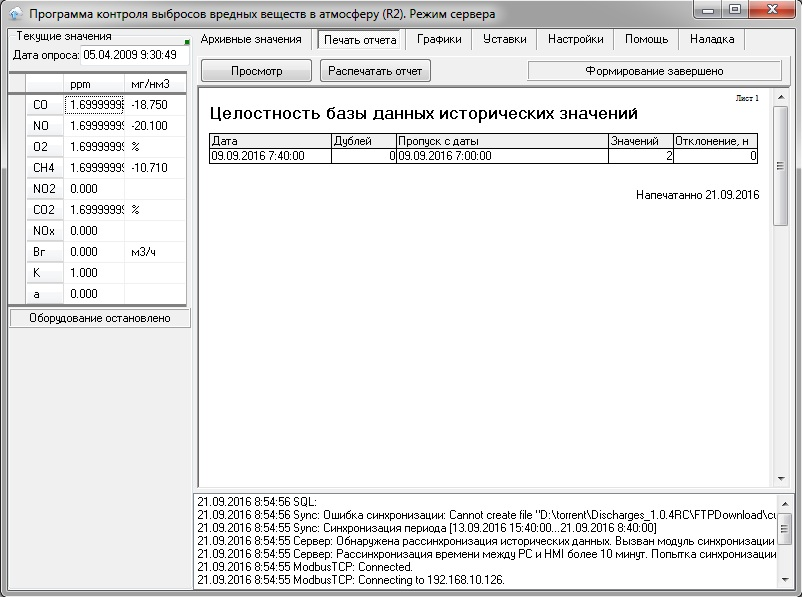 Программа контроля выбросов вредных веществ в атмосферу (R2). Режим сервера
Текущие значения
Дата опроса: 05.04.2009 9:30:49
ppm мг/нм3
CO 1.6999999 -18.750
NO 1.6999999 -20.100
O2 1.6999999 %
CH4 1.6999999 -10.710
NO2 0.000
CO2 1.6999999 %
NOx 0.000
Вг 0.000 м3/ч
K 1.000
a 0.000
Оборудование остановлено
Архивные значения Печать отчета Графики Уставки Настройки Помощь Наладка
Просмотр Распечатать отчет Формирование завершено
Лист 1
Целостность базы данных исторических значений
Дата Дублей Пропуск с даты Значений Отклонение, н
09.09.2016 7:40:00 0 09.09.2016 7:00:00 2 0
Напечатанно 21.09.2016
21.09.2016 8:54:56 SQL:
21.09.2016 8:54:56 Sync: Ошибка синхронизации: Cannot create file "D:\torrent\Discharges_1.0.4RC\FTPDownload\cu
21.09.2016 8:54:55 Sync: Синхронизация периода [13.09.2016 15:40:00...21.09.2016 8:40:00]
21.09.2016 8:54:55 Сервер: Обнаружена рассинхронизация исторических данных. Вызван модуль синхронизации
21.09.2016 8:54:55 Сервер: Рассинхронизация времени между PC и HMI более 10 минут. Попытка синхронизации
21.09.2016 8:54:55 ModbusTCP: Connected.
21.09.2016 8:54:55 ModbusTCP: Connecting to 192.168.10.126.